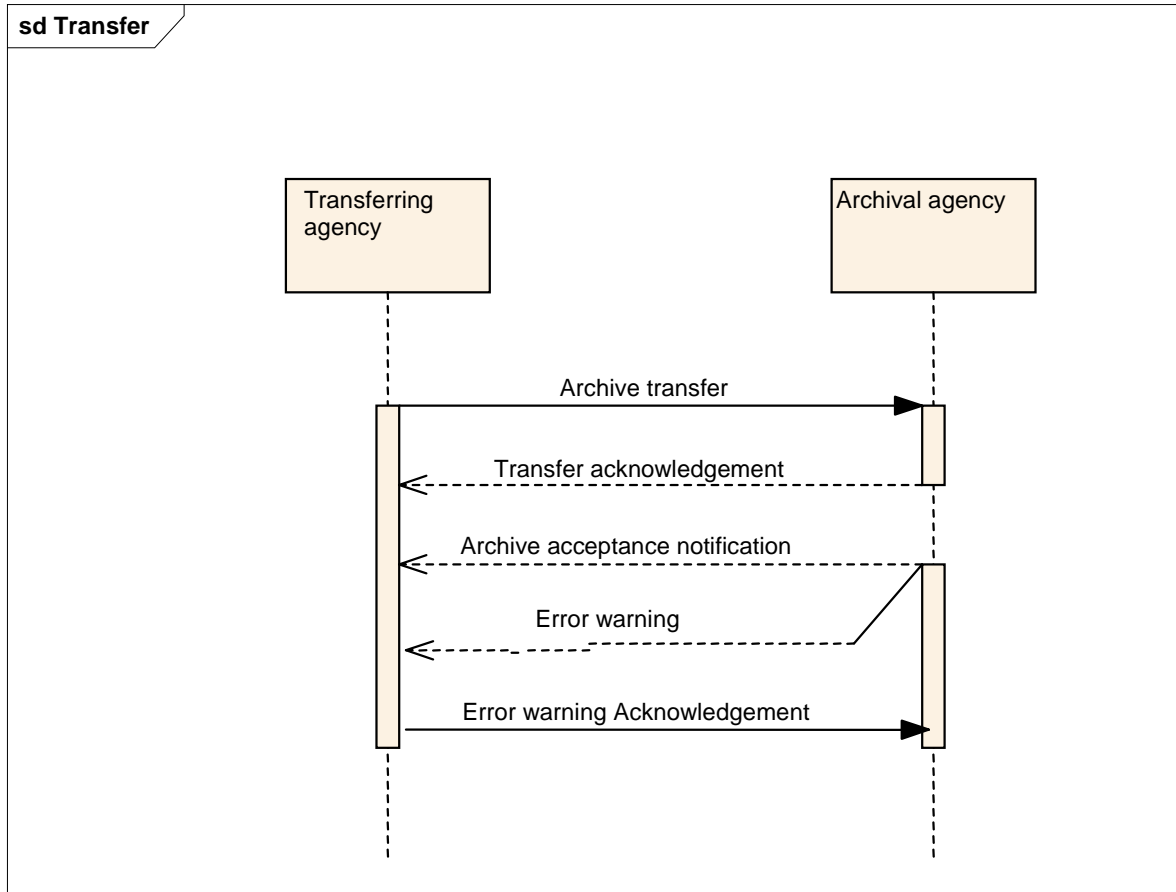 sd Transfer
Transferring
agency
Archival agency
Archive transfer
Transfer acknowledgement
Archive acceptance notification
Error warning
Error warning Acknowledgement